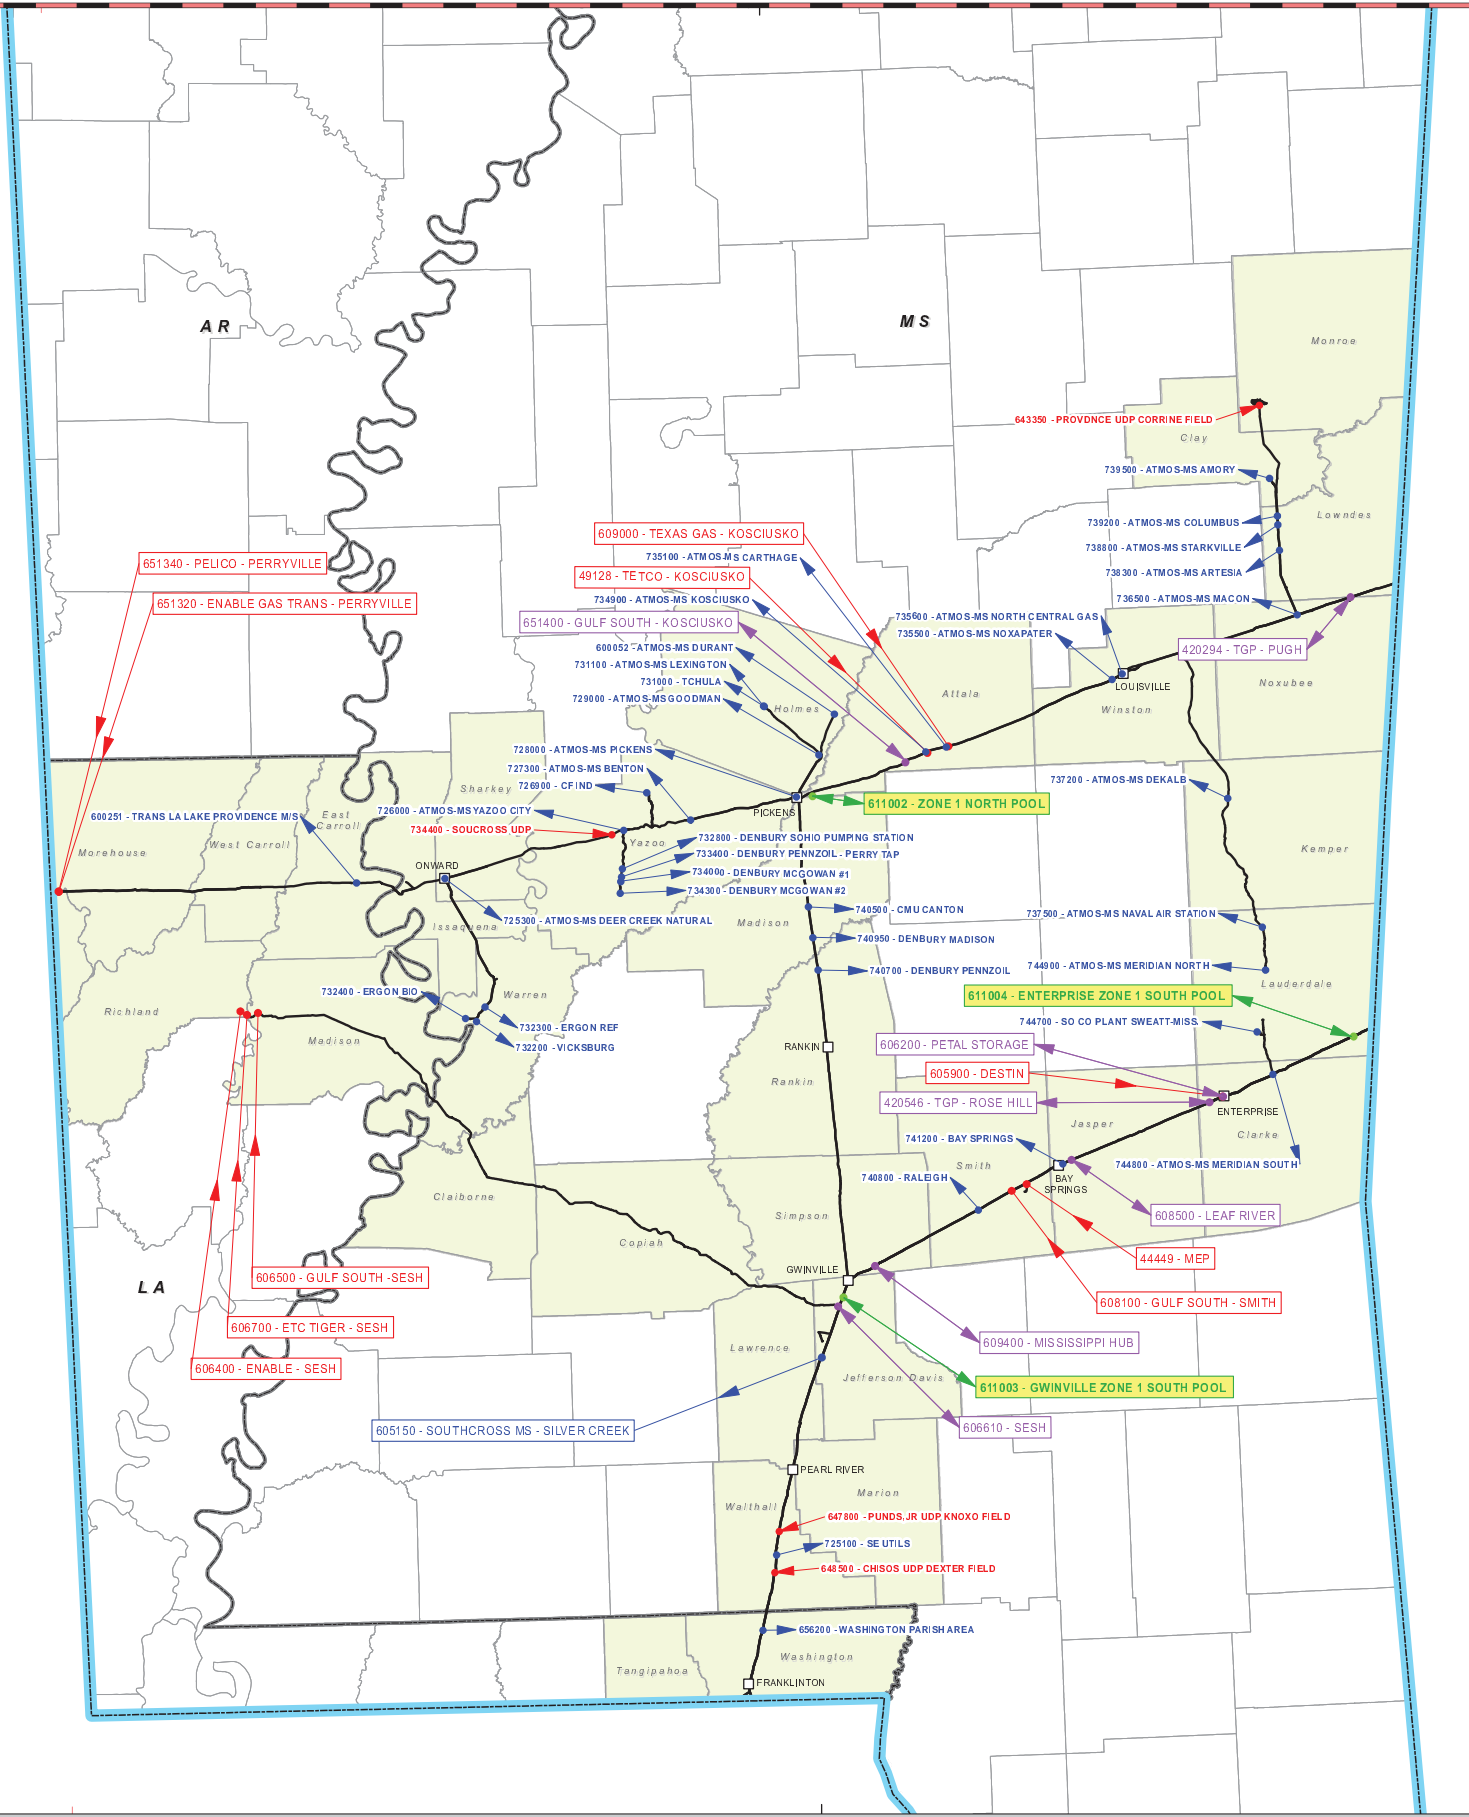 AR
MS
Monroe
643350 - PROVDNCE UDP CORRINE FIELD
Clay
739500 - ATMOS-MS AMORY
Lowndes
739200 - ATMOS-MS COLUMBUS
609000 - TEXAS GAS - KOSCIUSKO
738800 - ATMOS-MS STARKVILLE
735100 - ATMOS-MS CARTHAGE
651340 - PELICO - PERRYVILLE
738300 - ATMOS-MS ARTESIA
49128 - TETCO - KOSCIUSKO
734900 - ATMOS-MS KOSCIUSKO
736500 - ATMOS-MS MACON
651320 - ENABLE GAS TRANS - PERRYVILLE
735600 - ATMOS-MS NORTH CENTRAL GAS
651400 - GULF SOUTH - KOSCIUSKO
735500 - ATMOS-MS NOXAPATER
600052 - ATMOS-MS DURANT
420294 - TGP - PUGH
731100 - ATMOS-MS LEXINGTON
731000 - TCHULA
Noxubee
LOUISVILLE
Attala
729000 - ATMOS-MS GOODMAN
Holmes
Winston
728000 - ATMOS-MS PICKENS
727300 - ATMOS-MS BENTON
737200 - ATMOS-MS DEKALB
726900 - CF IND
Sharkey
611002 - ZONE 1 NORTH POOL
726000 - ATMOS-MS YAZOO CITY
PICKENS
600251 - TRANS LA LAKE PROVIDENCE M/S
East
Carroll
734400 - SOUCROSS UDP
732800 - DENBURY SOHIO PUMPING STATION
Yazoo
West Carroll
Morehouse
Kemper
733400 - DENBURY PENNZOIL - PERRY TAP
ONWARD
734000 - DENBURY MCGOWAN #1
734300 - DENBURY MCGOWAN #2
740500 - CMU CANTON
737500 - ATMOS-MS NAVAL AIR STATION
725300 - ATMOS-MS DEER CREEK NATURAL
Madison
Issaquena
740950 - DENBURY MADISON
744900 - ATMOS-MS MERIDIAN NORTH
740700 - DENBURY PENNZOIL
Lauderdale
732400 - ERGON BIO
Warren
611004 - ENTERPRISE ZONE 1 SOUTH POOL
Richland
744700 - SO CO PLANT SWEATT-MISS.
732300 - ERGON REF
Madison
606200 - PETAL STORAGE
732200 - VICKSBURG
RANKIN
605900 - DESTIN
Rankin
420546 - TGP - ROSE HILL
ENTERPRISE
Jasper
Clarke
741200 - BAY SPRINGS
Smith
744800 - ATMOS-MS MERIDIAN SOUTH
740800 - RALEIGH
BAY
SPRINGS
Claiborne
Simpson
608500 - LEAF RIVER
Copiah
44449 - MEP
GWINVILLE
606500 - GULF SOUTH -SESH
LA
608100 - GULF SOUTH - SMITH
606700 - ETC TIGER - SESH
609400 - MISSISSIPPI HUB
Lawrence
606400 - ENABLE - SESH
Jefferson Davis
611003 - GWINVILLE ZONE 1 SOUTH POOL
605150 - SOUTHCROSS MS - SILVER CREEK
606610 - SESH
PEARL RIVER
Marion
Walthall
647800 - PUNDS,JR UDP KNOXO FIELD
725100 - SE UTILS
648500 - CHISOS UDP DEXTER FIELD
656200 - WASHINGTON PARISH AREA
Washington
Tangipahoa
FRANKLINTON